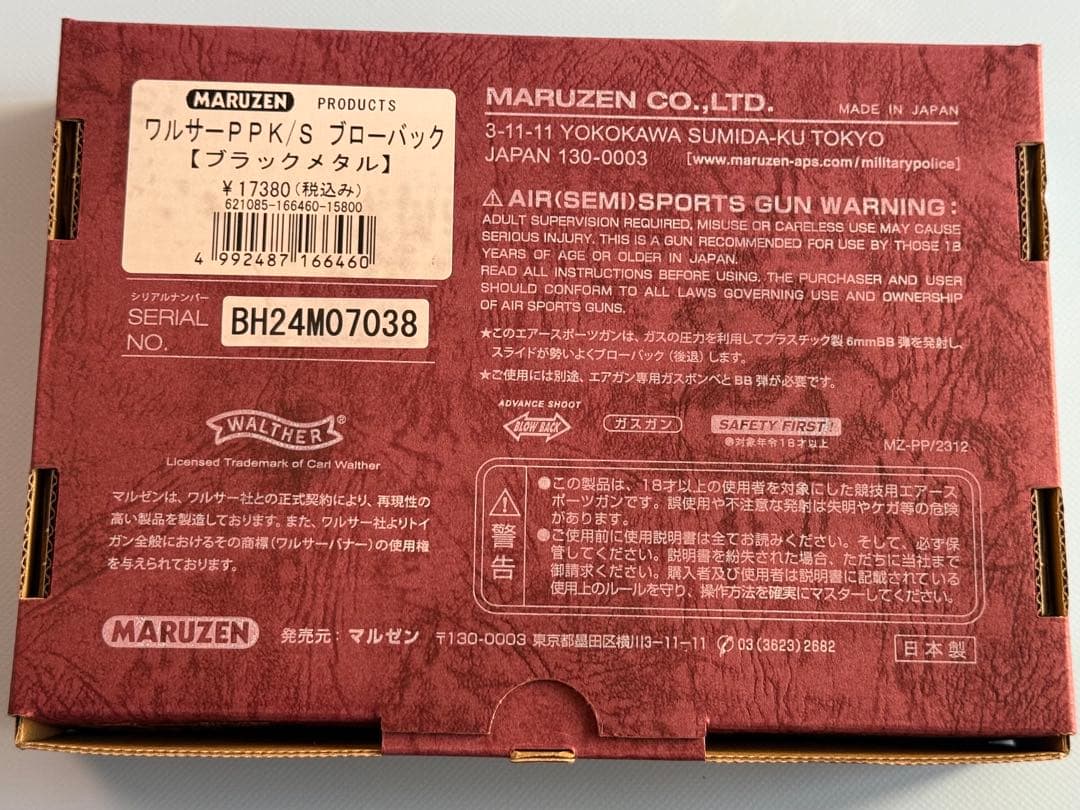 MARUZEN PRODUCTS
ワルサーPPK/S ブローバック
【ブラックメタル】
¥17380(税込み)
621085-166460-15800
4 992487 166460
シリアルナンバー
SERIAL NO.
BH24M07038
WALTHER®
Licensed Trademark of Carl Walther
マルゼンは、ワルサー社との正式契約により、再現性の
高い製品を製造しております。また、ワルサー社よりトイ
ガン全般におけるその商標(ワルサーバナー)の使用権
を与えられております。
MARUZEN CO.,LTD. MADE IN JAPAN
3-11-11 YOKOKAWA SUMIDA-KU TOKYO
JAPAN 130-0003 [www.maruzen-aps.com/militarypolice]
⚠AIR(SEMI)SPORTS GUN WARNING:
ADULT SUPERVISION REQUIRED, MISUSE OR CARELESS USE MAY CAUSE
SERIOUS INJURY. THIS IS A GUN RECOMMENDED FOR USE BY THOSE 18
YEARS OF AGE OR OLDER IN JAPAN.
READ ALL INSTRUCTIONS BEFORE USING, THE PURCHASER AND USER
SHOULD CONFORM TO ALL LAWS GOVERNING USE AND OWNERSHIP
OF AIR SPORTS GUNS.
★このエアースポーツガンは、ガスの圧力を利用してプラスチック製6mmBB弾を発射し、
スライドが勢いよくブローバック(後退)します。
★ご使用には別途、エアガン専用ガスボンベとBB弾が必要です。
ADVANCE SHOOT
BLOW BACK
ガスガン
SAFETY FIRST!
対象年令18才以上
MZ-PP/2312
⚠警告
●この製品は、18才以上の使用者を対象にした競技用エアース
ポーツガンです。誤使用や不注意な発射は失明やケガ等の危険
があります。
●ご使用前に使用説明書は全てお読みください。そして、必ず保
管してください。説明書を紛失された場合、ただちに当社まで
御請求ください。購入者及び使用者は説明書に記載されている
使用上のルールを守り、操作方法を確実にマスターしてください。
MARUZEN 発売元:マルゼン 〒130-0003 東京都墨田区横川3-11-11 03(3623)2682
日本製